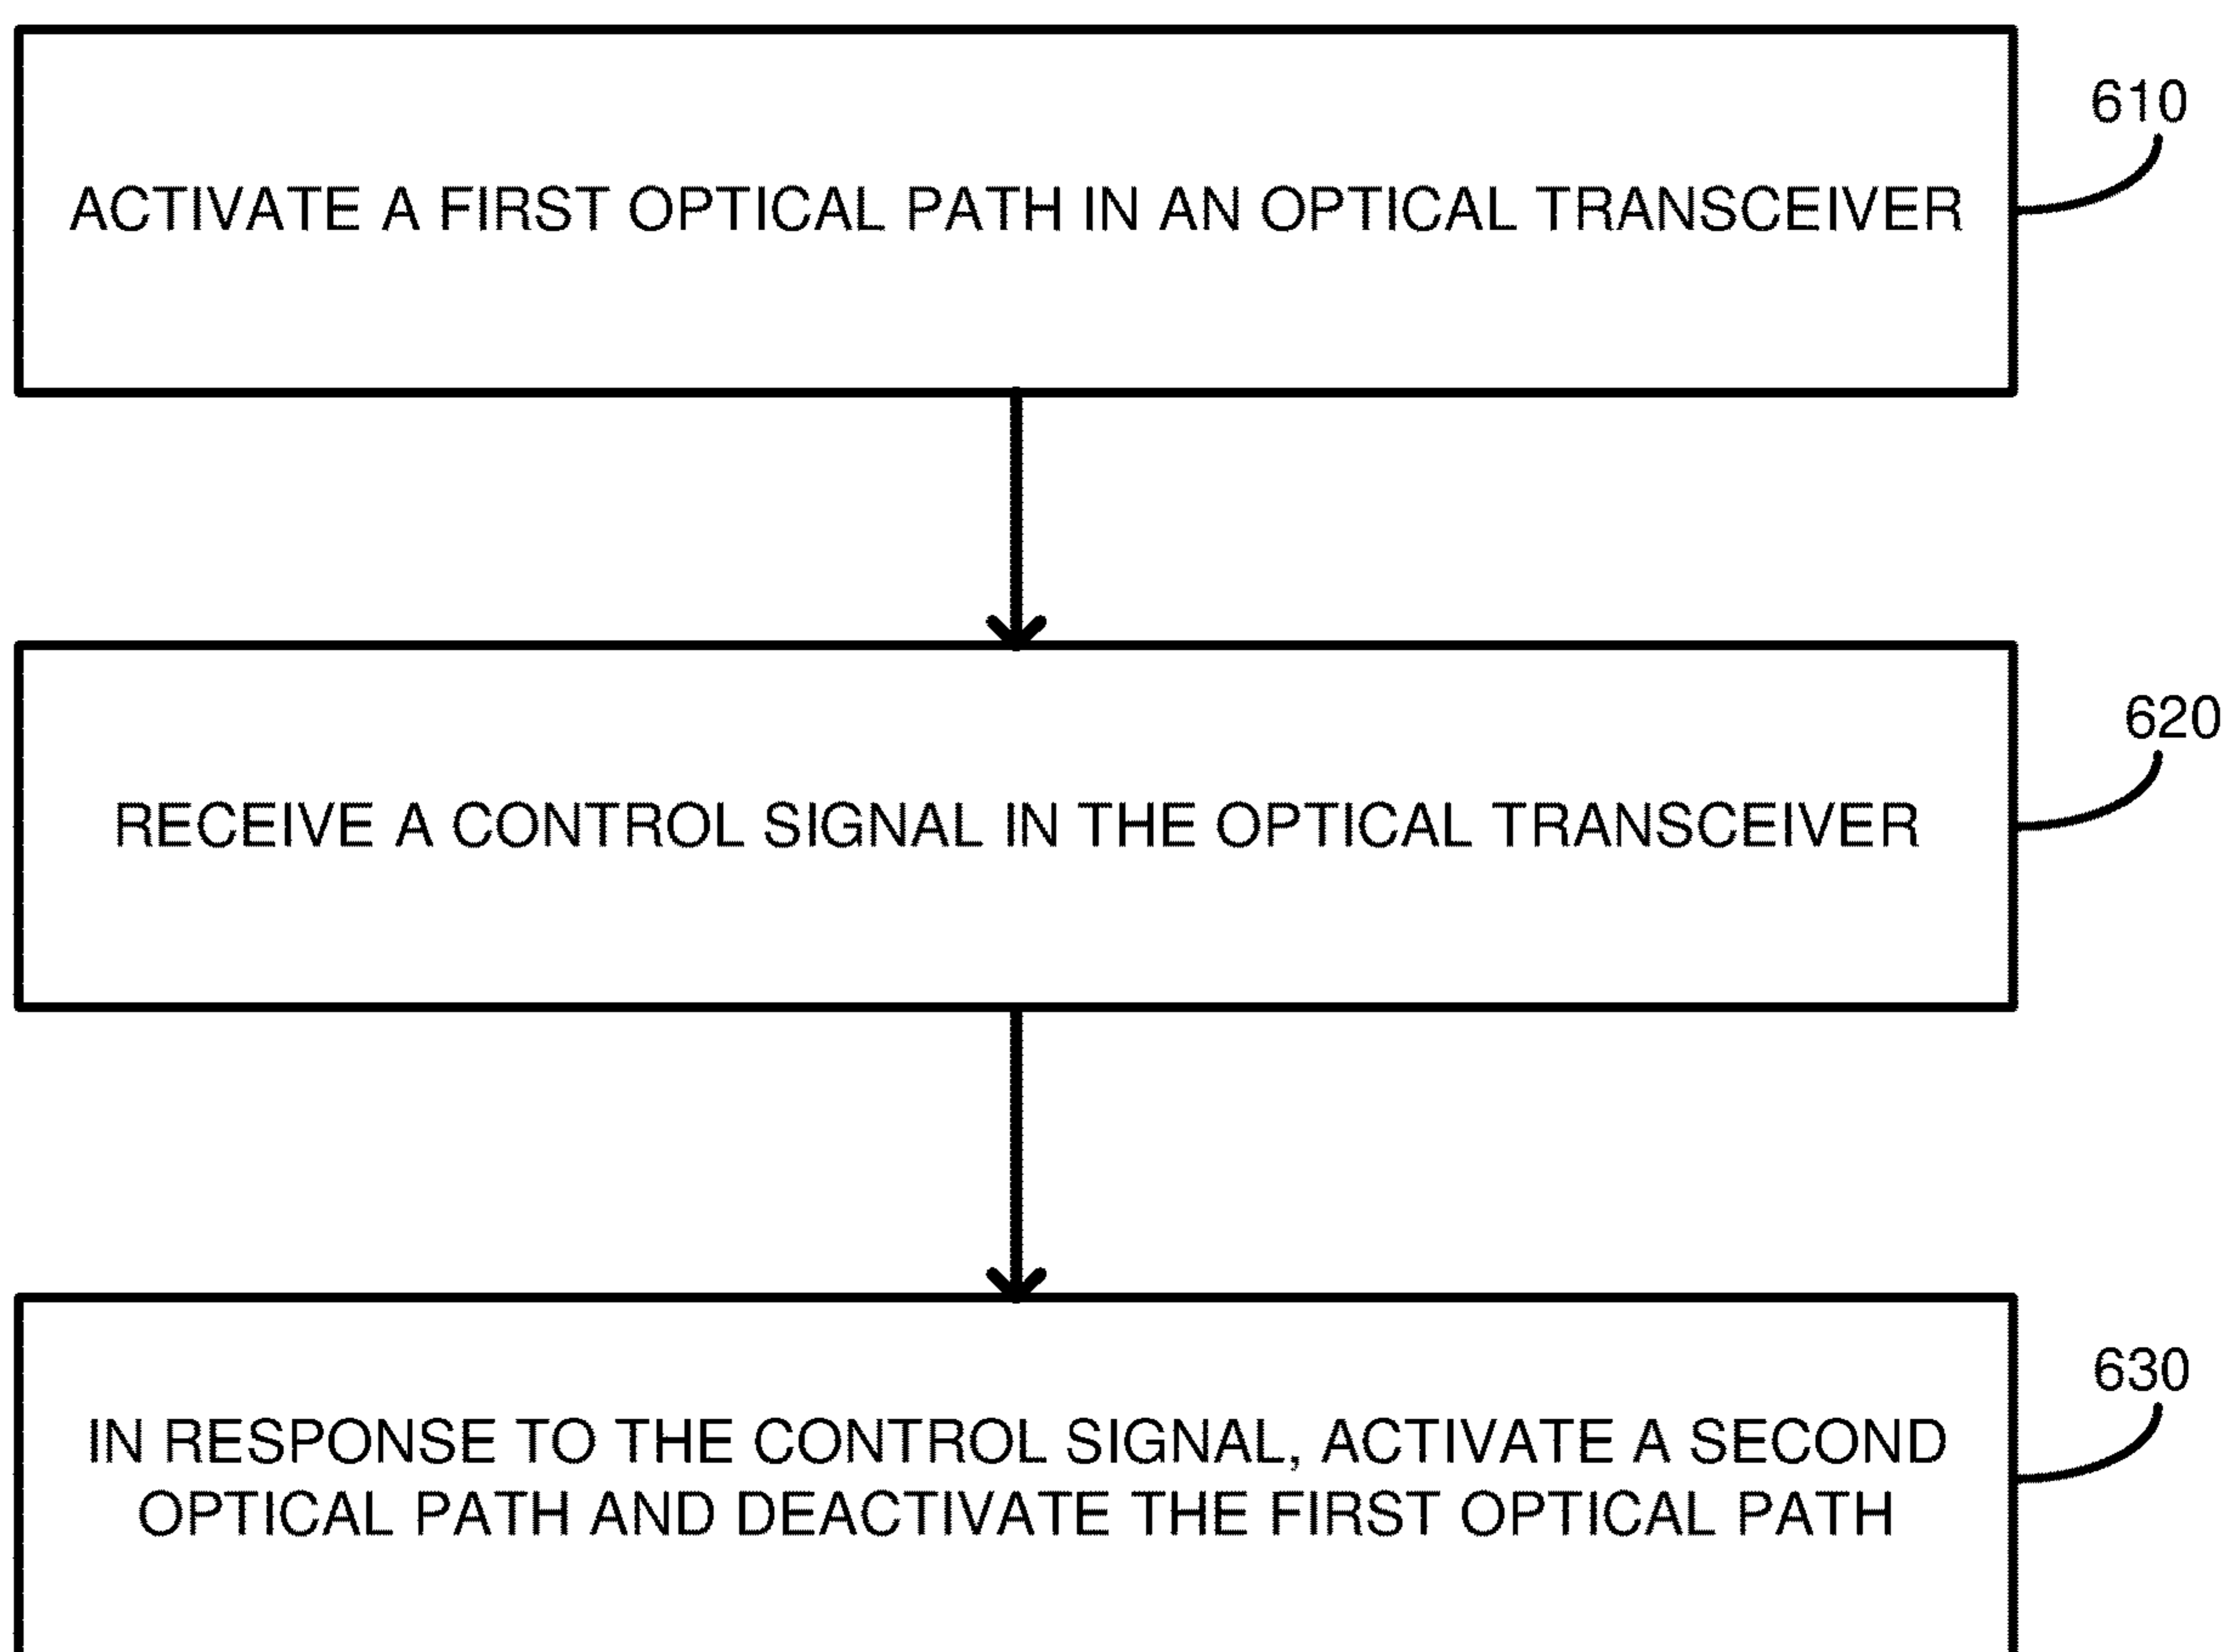 610
ACTIVATE A FIRST OPTICAL PATH IN AN OPTICAL TRANSCEIVER
620
RECEIVE A CONTROL SIGNAL IN THE OPTICAL TRANSCEIVER
630
IN RESPONSE TO THE CONTROL SIGNAL, ACTIVATE A SECOND
OPTICAL PATH AND DEACTIVATE THE FIRST OPTICAL PATH